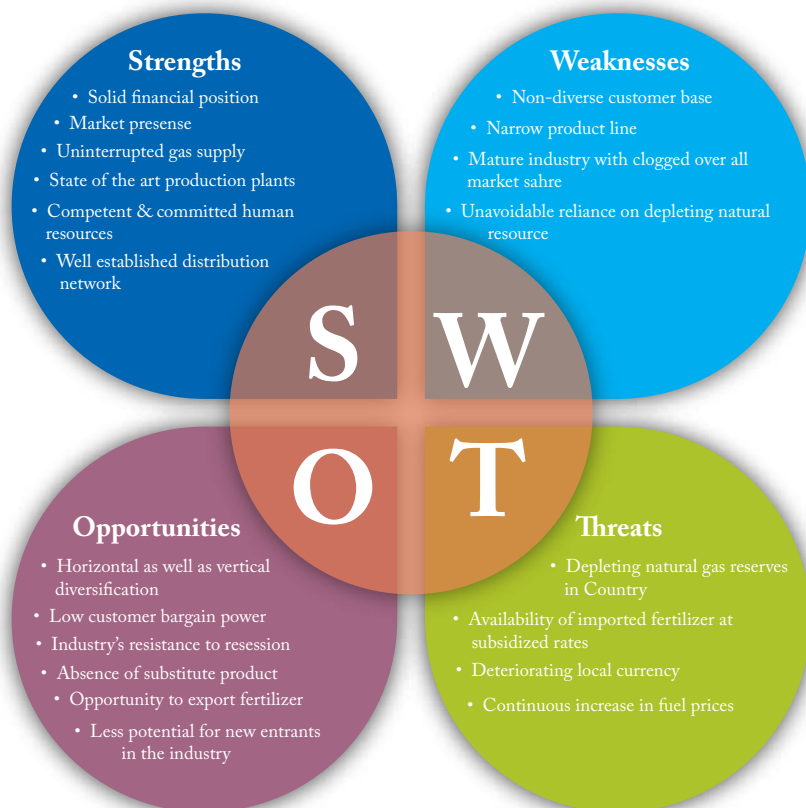 Strengths
• Solid financial position
• Market presense
• Uninterrupted gas supply
• State of the art production plants
• Competent & committed human
resources
• Well established distribution
network
Weaknesses
• Non-diverse customer base
• Narrow product line
• Mature industry with clogged over all
market sahre
• Unavoidable reliance on depleting natural
resource
S W
O T
Opportunities
• Horizontal as well as vertical
diversification
• Low customer bargain power
• Industry's resistance to resession
• Absence of substitute product
• Opportunity to export fertilizer
• Less potential for new entrants
in the industry
Threats
• Depleting natural gas reserves
in Country
• Availability of imported fertilizer at
subsidized rates
• Deteriorating local currency
• Continuous increase in fuel prices